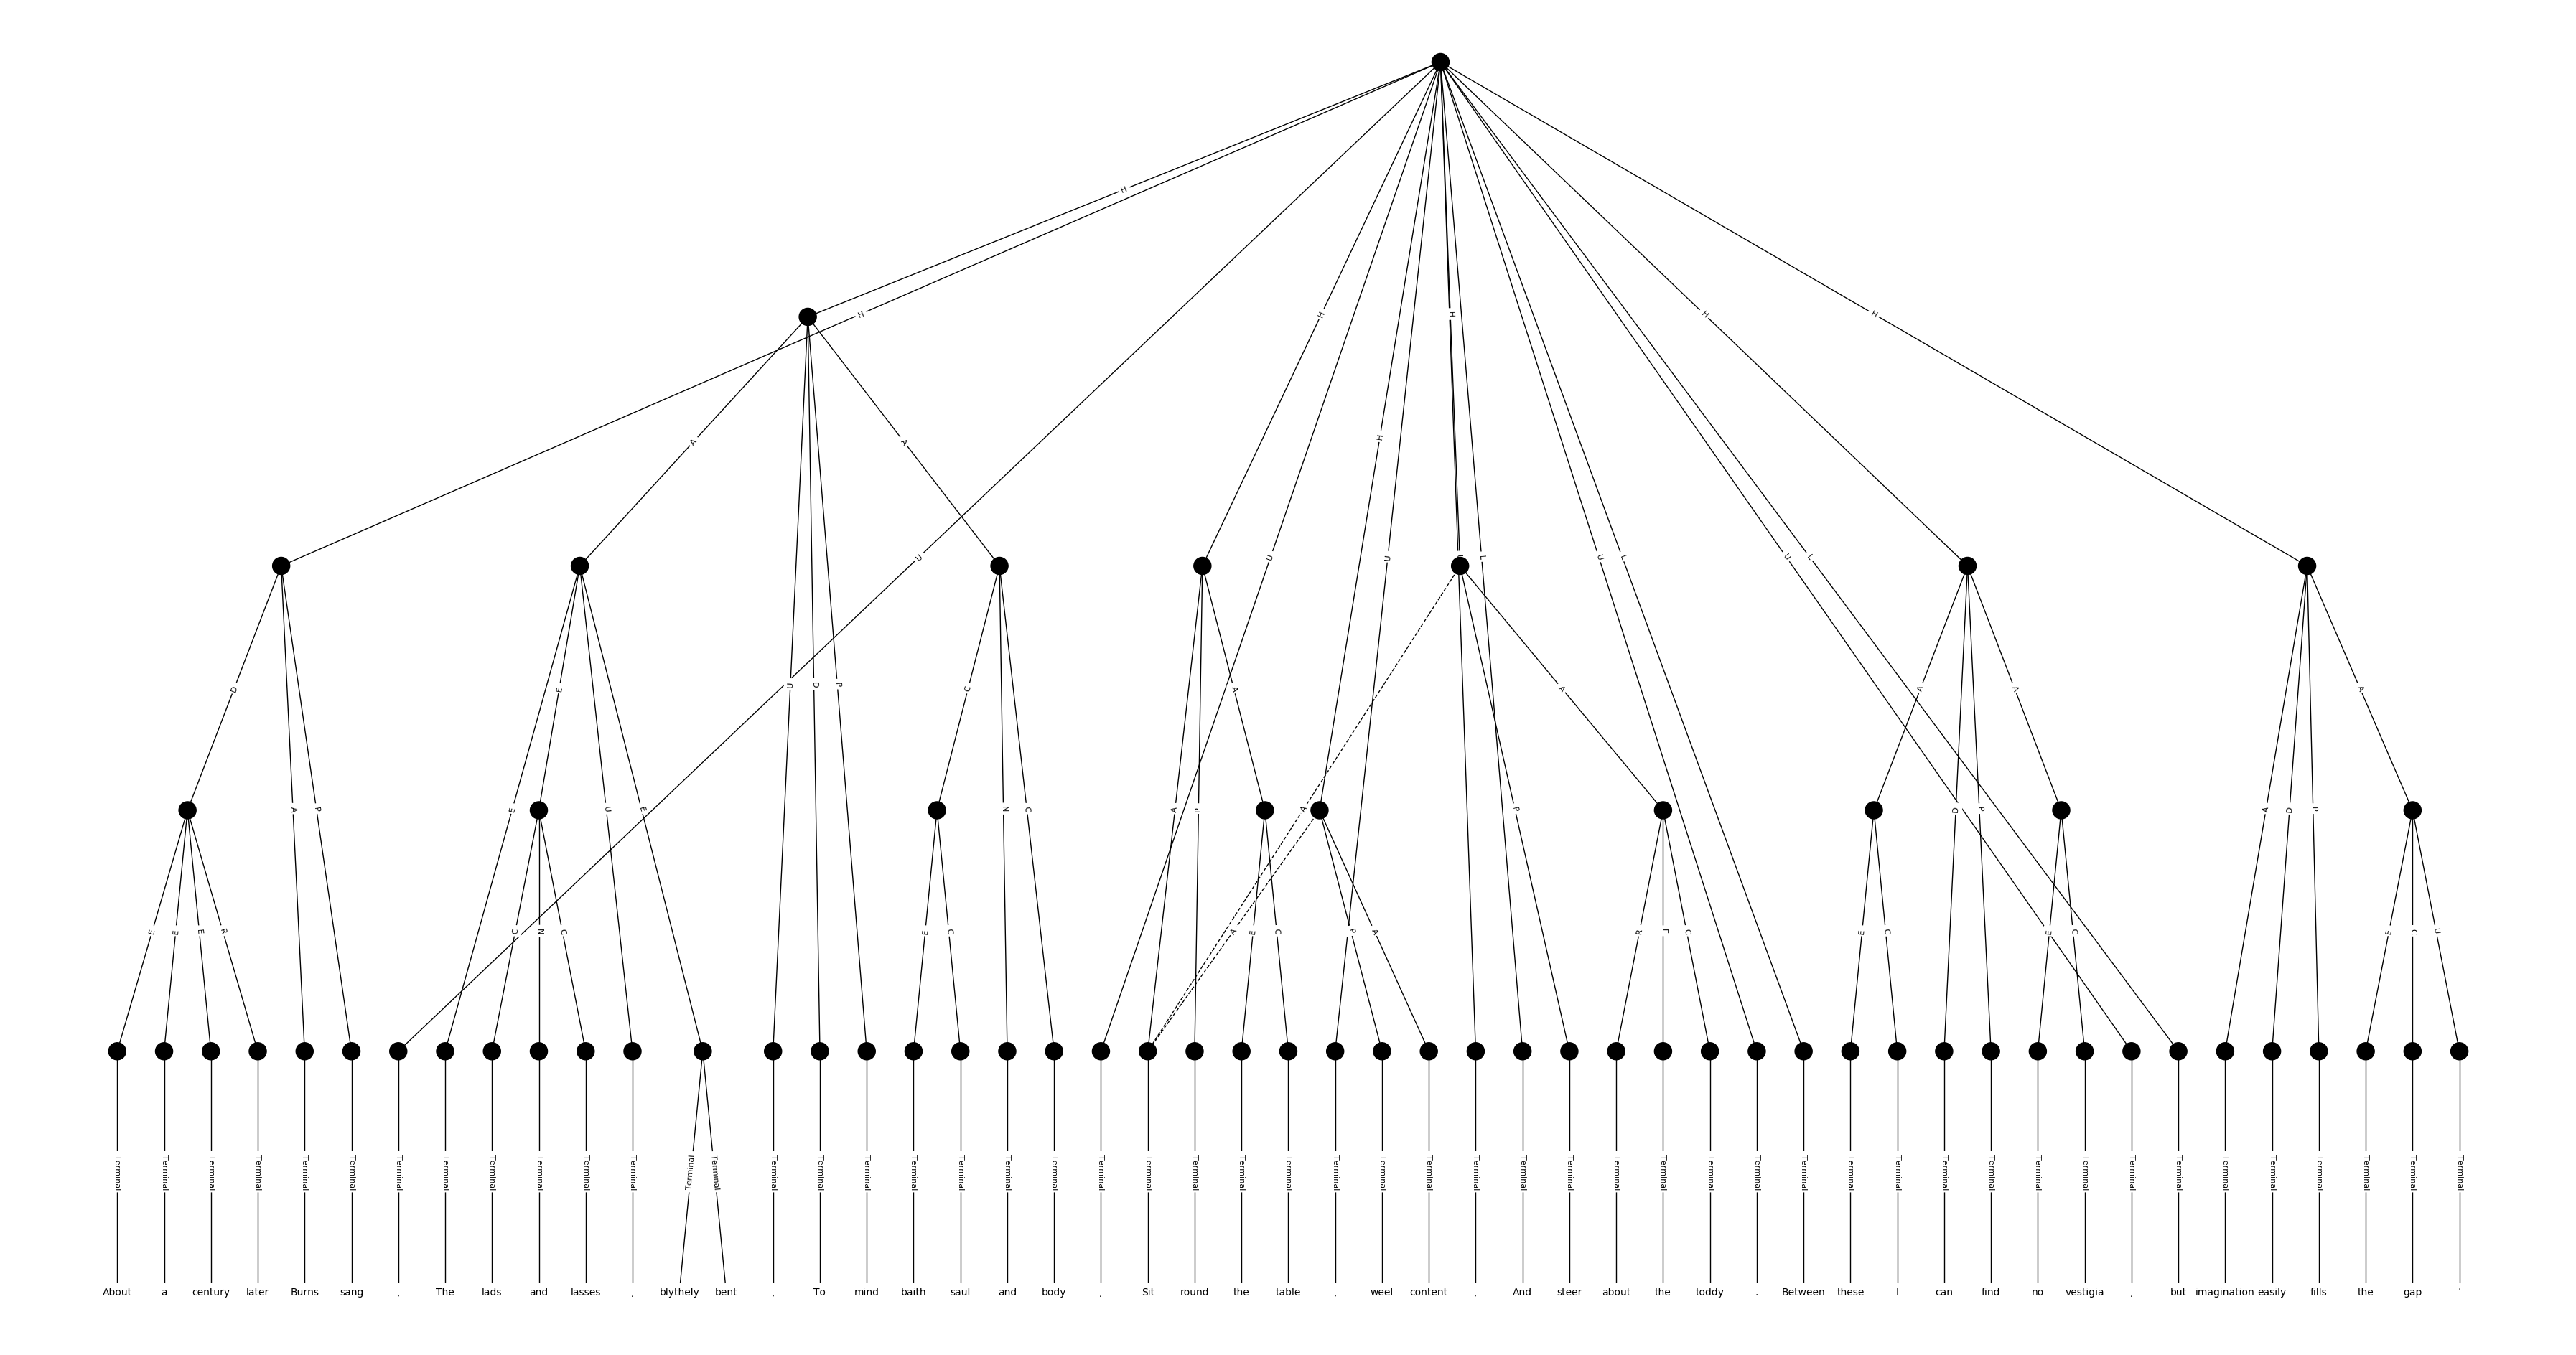 H
H
H
H
H
H
H
A
A
H
U
U
U
U
L
U
L
U
L
U
D
P
D
E
C
A
A
A
A
A
A
A
P
E
U
E
N
C
A
P
A
P
D
P
A
D
P
E
E
E
R
C
N
C
E
C
A
E
C
P
A
R
E
C
E
C
E
C
E
C
U
Terminal Terminal Terminal Terminal Terminal Terminal Terminal Terminal Terminal Terminal Terminal Terminal Terminal Terminal Terminal Terminal Terminal Terminal Terminal Terminal Terminal Terminal Terminal Terminal Terminal Terminal Terminal Terminal Terminal Terminal Terminal Terminal Terminal Terminal Terminal Terminal Terminal Terminal Terminal Terminal Terminal Terminal Terminal Terminal Terminal Terminal Terminal Terminal Terminal Terminal Terminal
About a century later Burns sang , The lads and lasses , blythely bent , To mind baith saul and body , Sit round the table , weel content , And steer about the toddy . Between these I can find no vestigia , but imagination easily fills the gap .